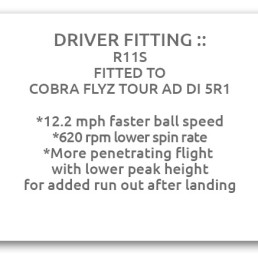 DRIVER FITTING ::
R11S
FITTED TO
COBRA FLYZ TOUR AD DI 5R1
*12.2 mph faster ball speed
*620 rpm lower spin rate
*More penetrating flight
with lower peak height
for added run out after landing